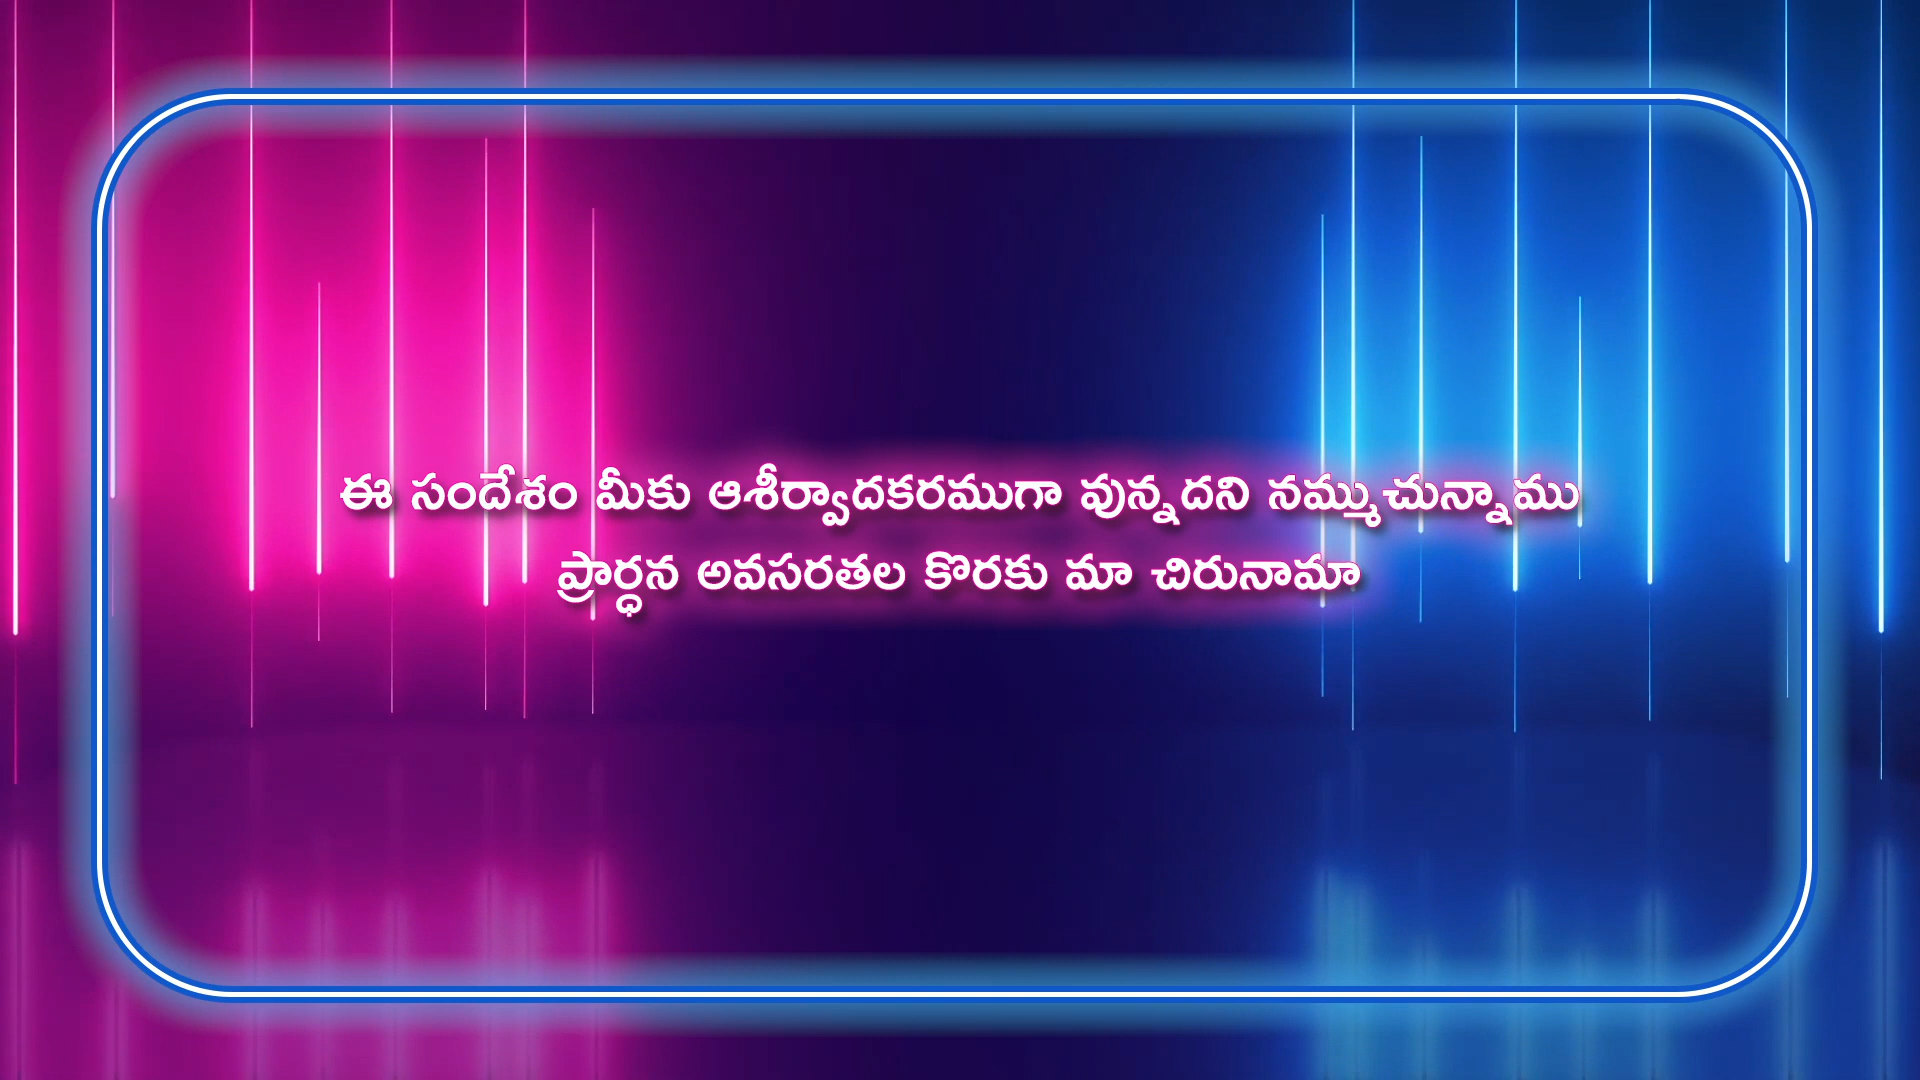 ఈ సందేశం మీకు ఆశీర్వాదకరముగా వున్నదని నమ్ముచున్నాము
ప్రార్ధన అవసరతల కొరకు మా చిరునామా